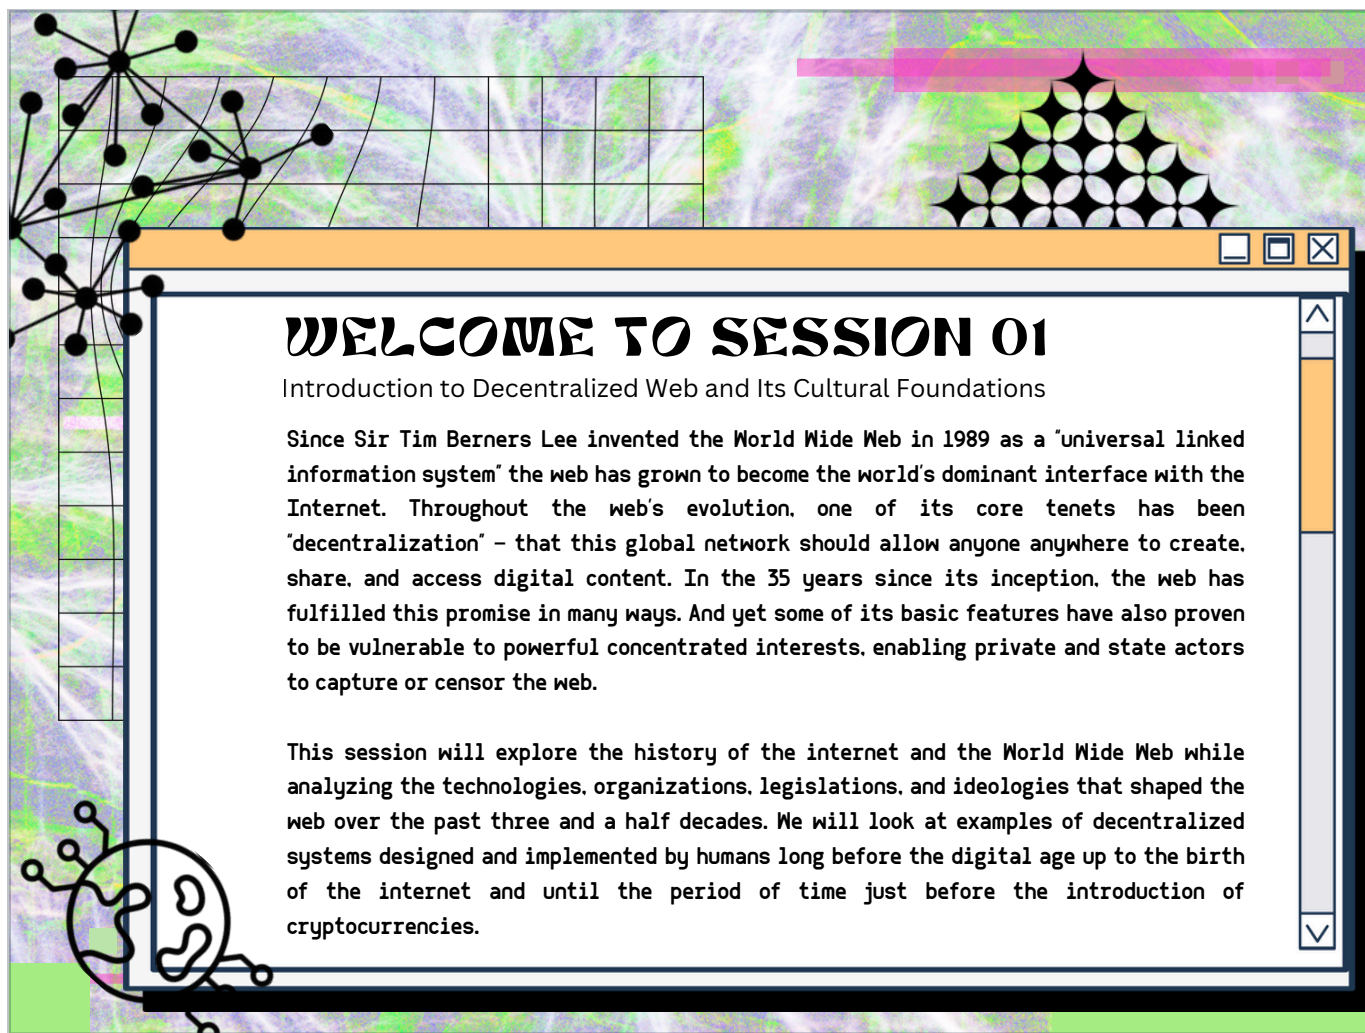 WELCOME TO SESSION 01
Introduction to Decentralized Web and Its Cultural Foundations
Since Sir Tim Berners Lee invented the World Wide Web in 1989 as a "universal linked
information system" the web has grown to become the world's dominant interface with the
Internet. Throughout the web's evolution, one of its core tenets has been
"decentralization" – that this global network should allow anyone anywhere to create,
share, and access digital content. In the 35 years since its inception, the web has
fulfilled this promise in many ways. And yet some of its basic features have also proven
to be vulnerable to powerful concentrated interests, enabling private and state actors
to capture or censor the web.
This session will explore the history of the internet and the World Wide Web while
analyzing the technologies, organizations, legislations, and ideologies that shaped the
web over the past three and a half decades. We will look at examples of decentralized
systems designed and implemented by humans long before the digital age up to the birth
of the internet and until the period of time just before the introduction of
cryptocurrencies.